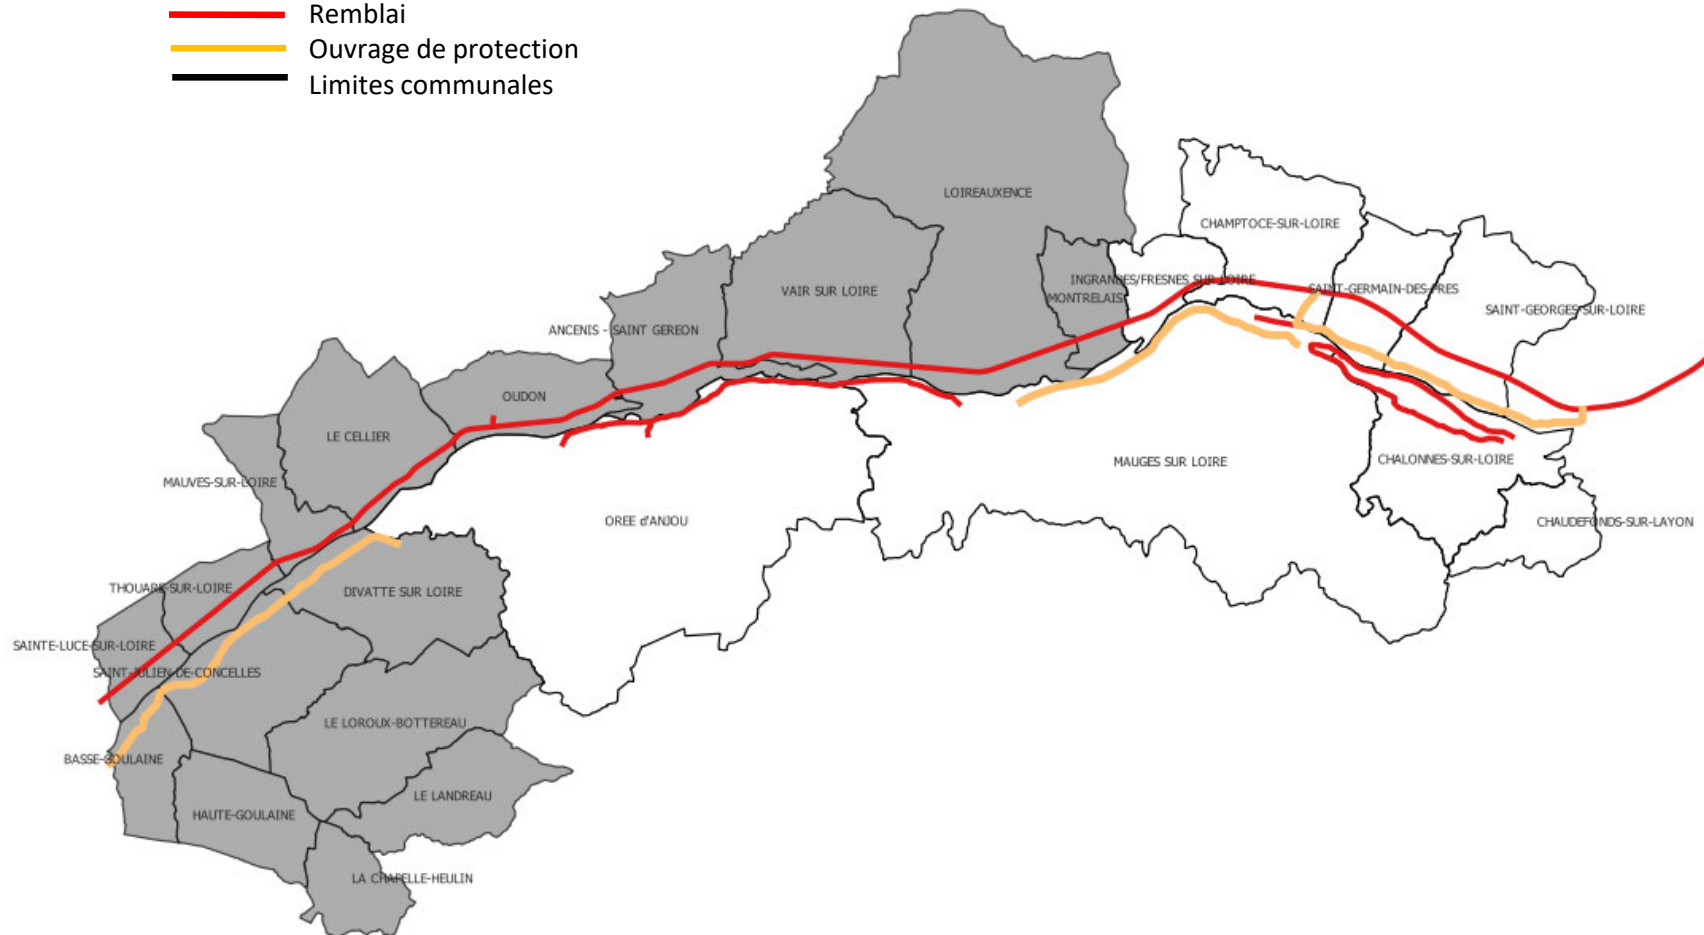 Remblai
Ouvrage de protection
Limites communales
LOIREAUXENCE
CHAMPTOCE-SUR-LOIRE
INGRANDES/FRESNES SUR LOIRE
MONTRELAIS
SAINT-GERMAIN-DES-PRES
SAINT-GEORGES-SUR-LOIRE
VAIR SUR LOIRE
ANCENIS - SAINT GEREON
OUDON
LE CELLIER
MAUVES-SUR-LOIRE
MAUGES SUR LOIRE
CHALONNES-SUR-LOIRE
OREE d'ANJOU
CHAUDEFONDS-SUR-LAYON
THOUARE-SUR-LOIRE
DIVATTE SUR LOIRE
SAINTE-LUCE-SUR-LOIRE
SAINT-JULIEN-DE-CONCELLES
LE LOROUX-BOTTEREAU
BASSE-GOULAINE
LE LANDREAU
HAUTE-GOULAINE
LA CHAPELLE-HEULIN